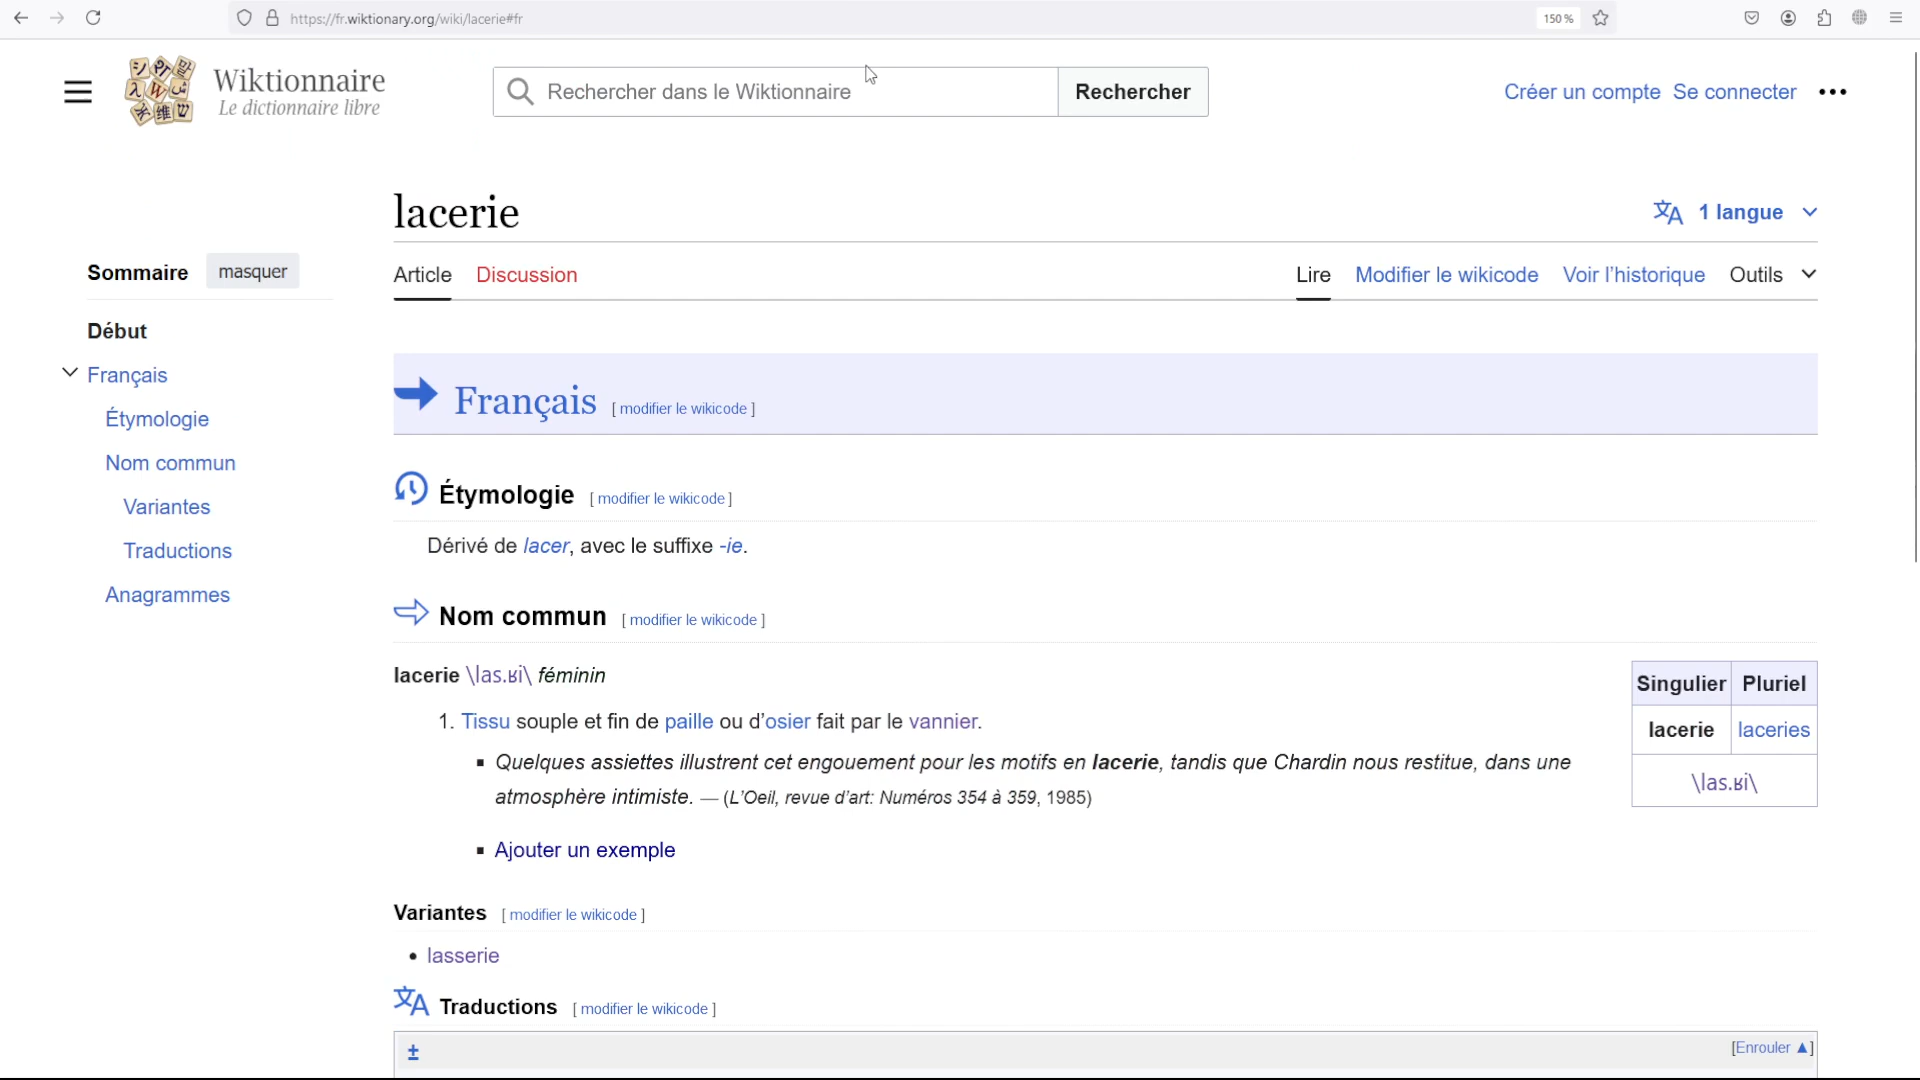 https://fr.wiktionary.org/wiki/lacerie#fr
150 %
Wiktionnaire
Le dictionnaire libre
Rechercher dans le Wiktionnaire
Rechercher
Créer un compte Se connecter
lacerie
1 langue
Sommaire masquer
Article Discussion
Lire Modifier le wikicode Voir l’historique Outils
Début
Français
Étymologie
Nom commun
Variantes
Traductions
Anagrammes
Français [ modifier le wikicode ]
Étymologie [ modifier le wikicode ]
Dérivé de lacer, avec le suffixe -ie.
Nom commun [ modifier le wikicode ]
lacerie \las.ʁi\ féminin
1. Tissu souple et fin de paille ou d’osier fait par le vannier.
Quelques assiettes illustrent cet engouement pour les motifs en lacerie, tandis que Chardin nous restitue, dans une
atmosphère intimiste. — (L’Oeil, revue d’art: Numéros 354 à 359, 1985)
Ajouter un exemple
Singulier Pluriel
lacerie laceries
\las.ʁi\
Variantes [ modifier le wikicode ]
lasserie
Traductions [ modifier le wikicode ]
±
[Enrouler ▲]